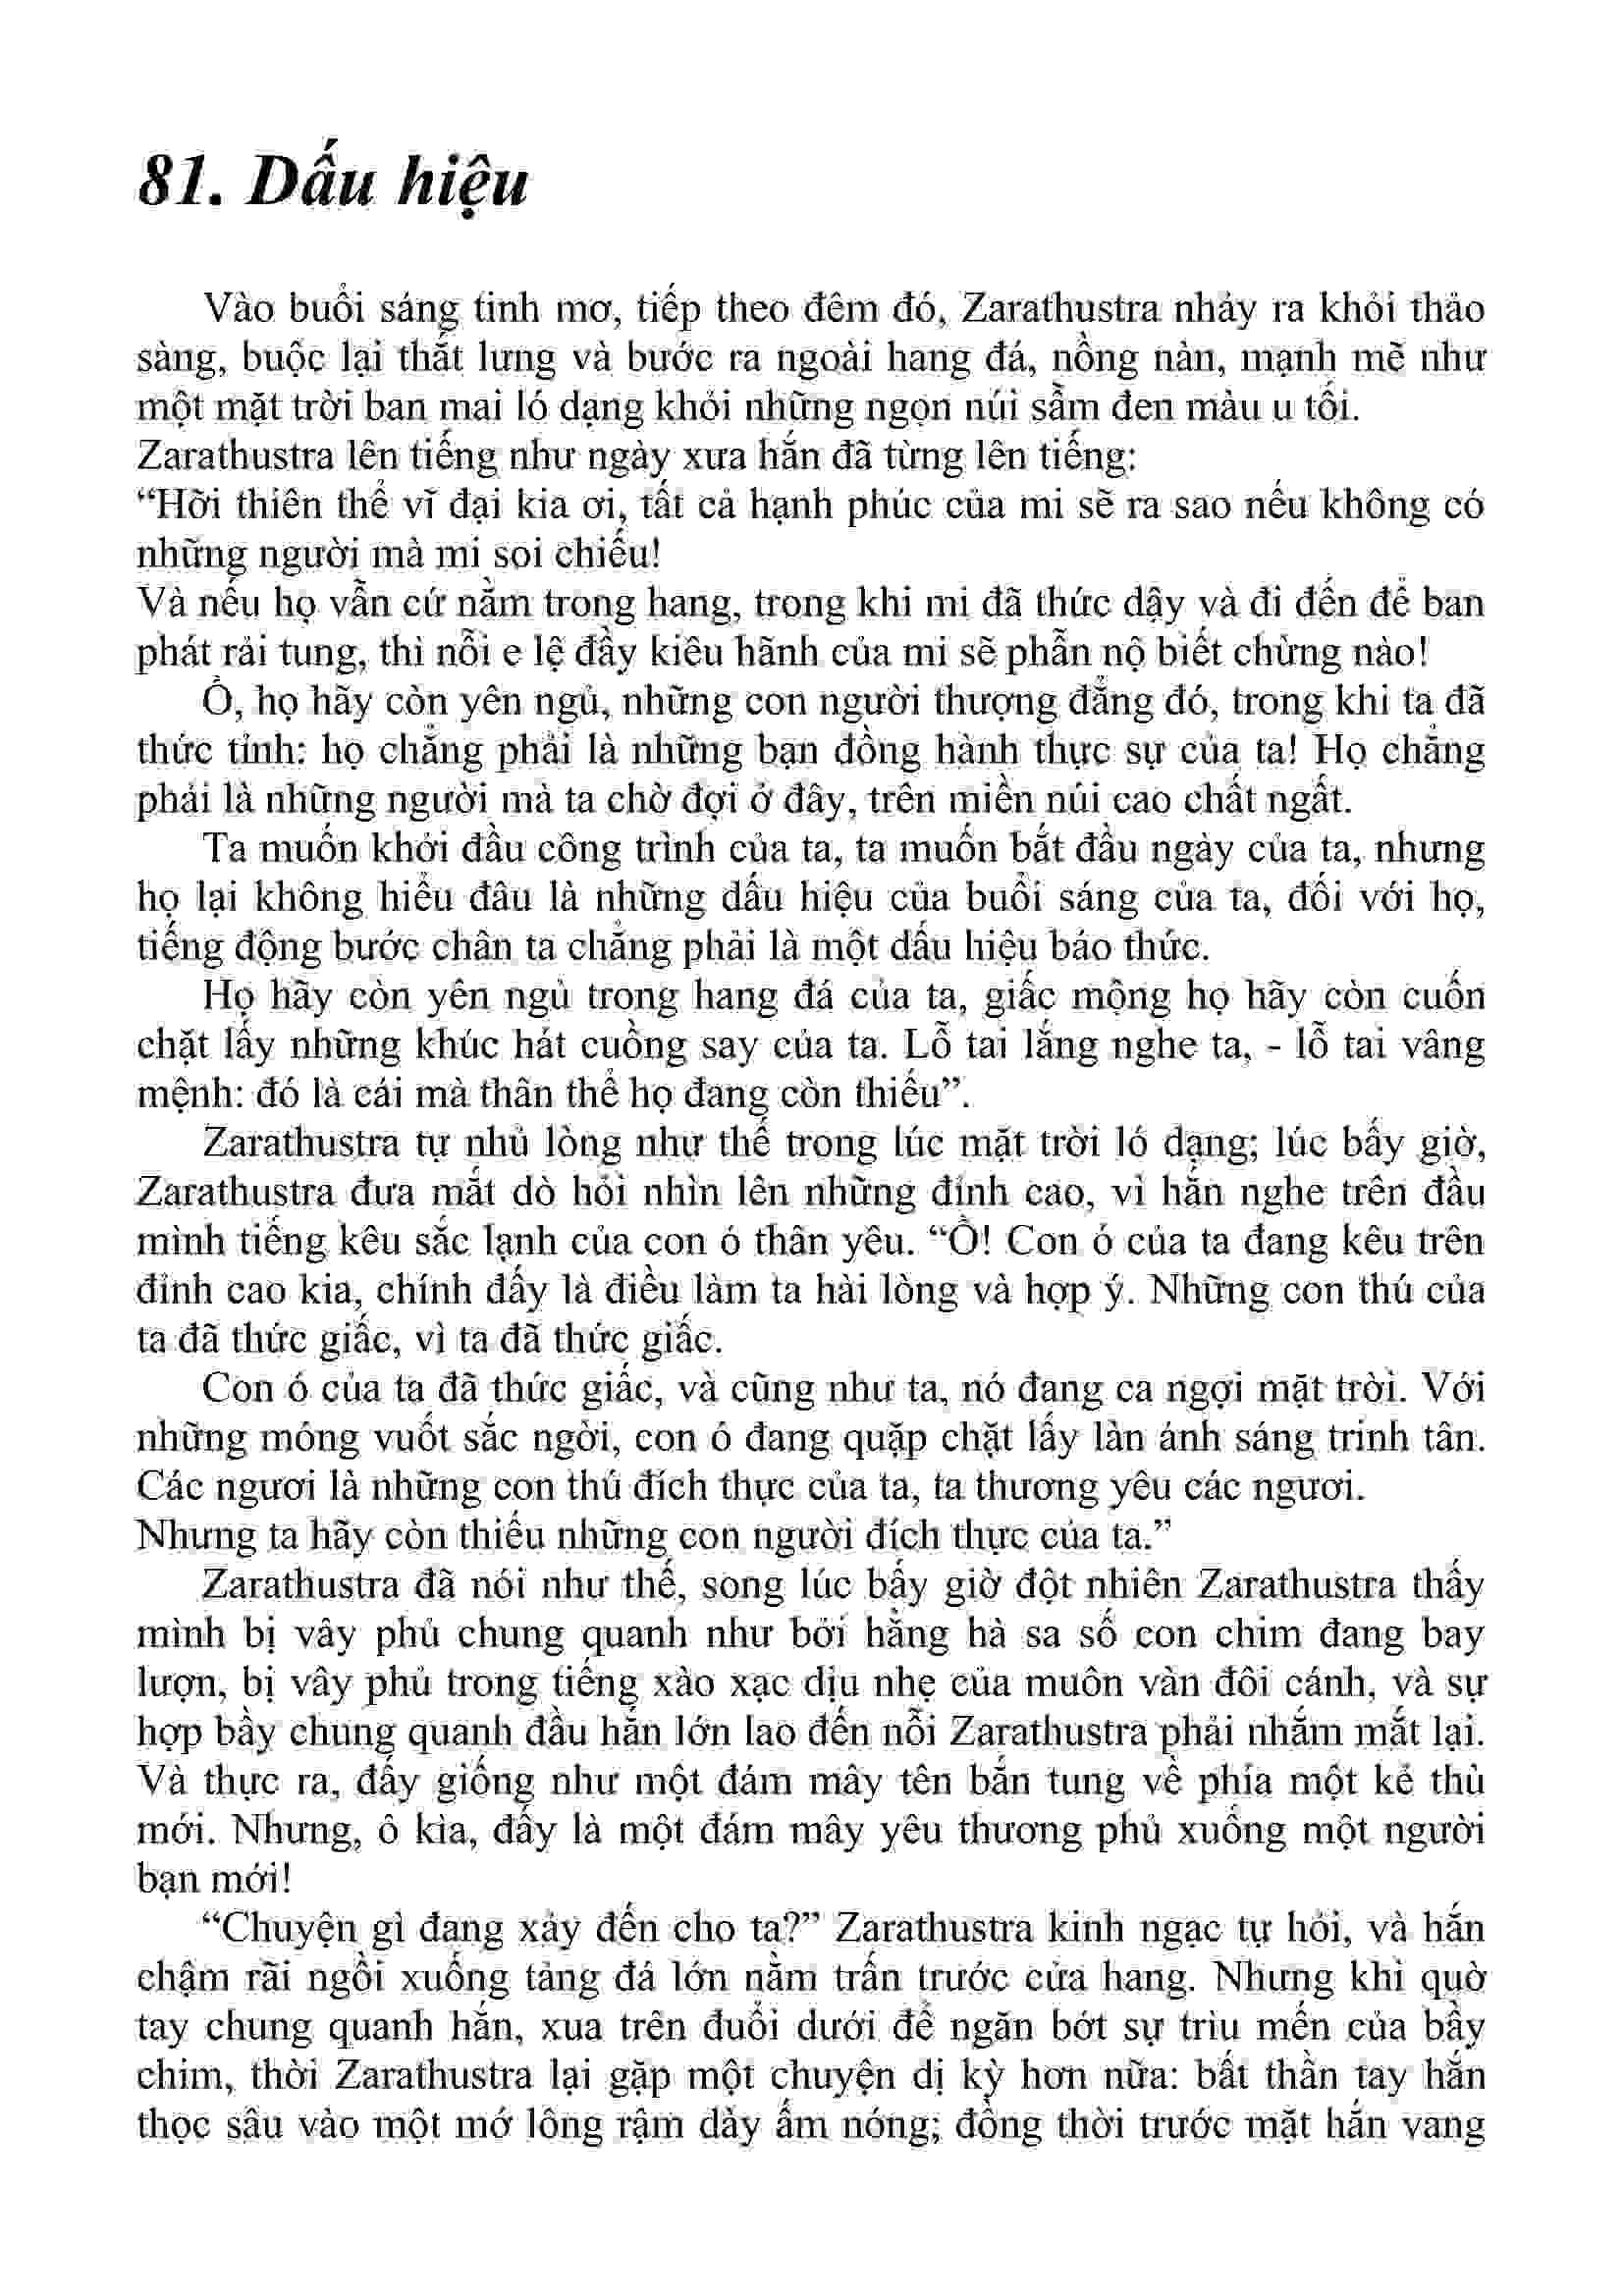 81. Dấu hiệu
Vào buổi sáng tinh mơ, tiếp theo đêm đó, Zarathustra nhảy ra khỏi thảo
sàng, buộc lại thắt lưng và bước ra ngoài hang đá, nồng nàn, mạnh mẽ như
một mặt trời ban mai ló dạng khỏi những ngọn núi sầm đen màu u tối.
Zarathustra lên tiếng như ngày xưa hắn đã từng lên tiếng:
“Hỡi thiên thể vĩ đại kia ơi, tất cả hạnh phúc của mi sẽ ra sao nếu không có
những người mà mi soi chiếu!
Và nếu họ vẫn cứ nằm trong hang, trong khi mi đã thức dậy và đi đến để ban
phát rải tung, thì nỗi e lệ đầy kiêu hãnh của mi sẽ phẫn nộ biết chừng nào!
Ồ, họ hãy còn yên ngủ, những con người thượng đẳng đó, trong khi ta đã
thức tỉnh: họ chẳng phải là những bạn đồng hành thực sự của ta! Họ chẳng
phải là những người mà ta chờ đợi ở đây, trên miền núi cao chất ngất.
Ta muốn khởi đầu công trình của ta, ta muốn bắt đầu ngày của ta, nhưng
họ lại không hiểu đâu là những dấu hiệu của buổi sáng của ta, đối với họ,
tiếng động bước chân ta chẳng phải là một dấu hiệu báo thức.
Họ hãy còn yên ngủ trong hang đá của ta, giấc mộng họ hãy còn cuốn
chặt lấy những khúc hát cuồng say của ta. Lỗ tai lắng nghe ta, - lỗ tai vâng
mệnh: đó là cái mà thân thể họ đang còn thiếu”.
Zarathustra tự nhủ lòng như thế trong lúc mặt trời ló dạng; lúc bấy giờ,
Zarathustra đưa mắt dò hỏi nhìn lên những đỉnh cao, vì hắn nghe trên đầu
mình tiếng kêu sắc lạnh của con ó thân yêu. “Ồ! Con ó của ta đang kêu trên
đỉnh cao kia, chính đấy là điều làm ta hài lòng và hợp ý. Những con thú của
ta đã thức giấc, vì ta đã thức giấc.
Con ó của ta đã thức giấc, và cũng như ta, nó đang ca ngợi mặt trời. Với
những móng vuốt sắc ngời, con ó đang quặp chặt lấy làn ánh sáng trinh tân.
Các ngươi là những con thú đích thực của ta, ta thương yêu các ngươi.
Nhưng ta hãy còn thiếu những con người đích thực của ta.”
Zarathustra đã nói như thế, song lúc bấy giờ đột nhiên Zarathustra thấy
mình bị vây phủ chung quanh như bởi hằng hà sa số con chim đang bay
lượn, bị vây phủ trong tiếng xào xạc dịu nhẹ của muôn vàn đôi cánh, và sự
hợp bầy chung quanh đầu hắn lớn lao đến nỗi Zarathustra phải nhắm mắt lại.
Và thực ra, đấy giống như một đám mây tên bắn tung về phía một kẻ thù
mới. Nhưng, ô kìa, đấy là một đám mây yêu thương phủ xuống một người
bạn mới!
“Chuyện gì đang xảy đến cho ta?” Zarathustra kinh ngạc tự hỏi, và hắn
chậm rãi ngồi xuống tảng đá lớn nằm trấn trước cửa hang. Nhưng khi quờ
tay chung quanh hắn, xua trên đuổi dưới để ngăn bớt sự trìu mến của bầy
chim, thời Zarathustra lại gặp một chuyện dị kỳ hơn nữa: bất thần tay hắn
thọc sâu vào một mớ lông rậm dày ấm nóng; đồng thời trước mặt hắn vang